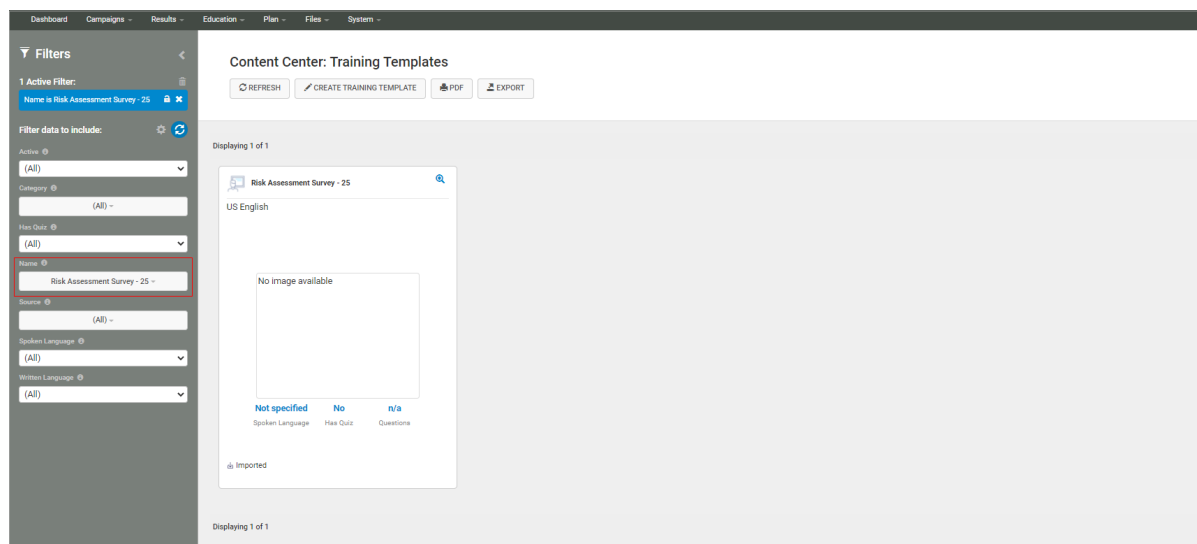 Dashboard Campaigns Results Education Plan Files System
Filters
1 Active Filter:
Name is Risk Assessment Survey - 25
Filter data to include:
Active
(All)
Category
(All)
Has Quiz
(All)
Name
Risk Assessment Survey - 25
Source
(All)
Spoken Language
(All)
Written Language
(All)
Content Center: Training Templates
REFRESH CREATE TRAINING TEMPLATE PDF EXPORT
Displaying 1 of 1
Risk Assessment Survey - 25
US English
No image available
Not specified No n/a
Spoken Language Has Quiz Questions
Imported
Displaying 1 of 1